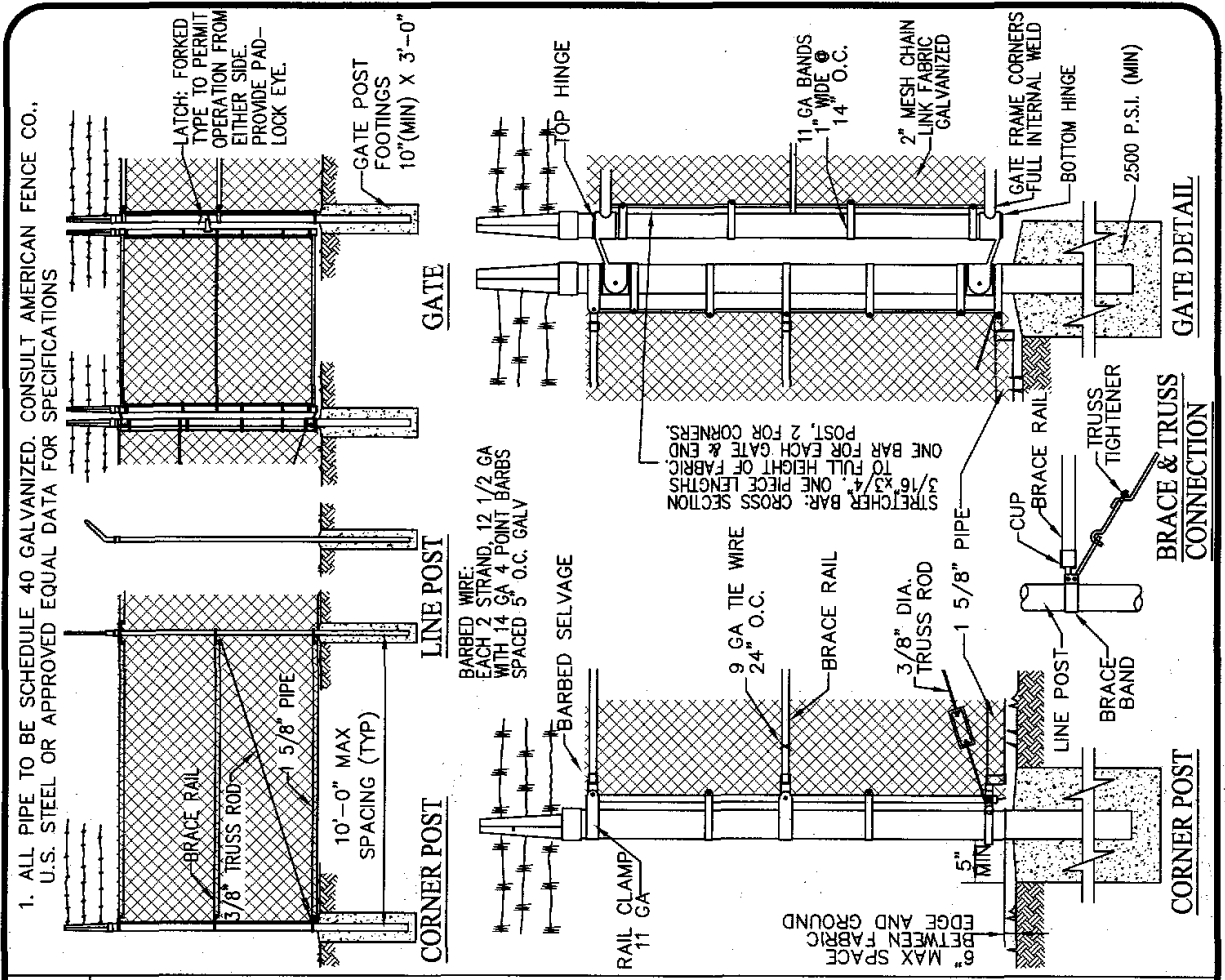 1. ALL PIPE TO BE SCHEDULE 40 GALVANIZED. CONSULT AMERICAN FENCE CO.,
U.S. STEEL OR APPROVED EQUAL DATA FOR SPECIFICATIONS
BRACE RAIL
3/8" TRUSS ROD
1 5/8" PIPE
10'-0" MAX
SPACING (TYP)
CORNER POST
LINE POST
LATCH: FORKED
TYPE TO PERMIT
OPERATION FROM
EITHER SIDE.
PROVIDE PAD-
LOCK EYE.
GATE POST
FOOTINGS
10"(MIN) X 3'-0"
GATE
BARBED WIRE:
EACH 2 STRAND, 12 1/2 GA
WITH 14 GA 4 POINT BARBS
SPACED 5" O.C. GALV
BARBED SELVAGE
9 GA TIE WIRE
24" O.C.
BRACE RAIL
3/8" DIA.
TRUSS ROD
1 5/8" PIPE
RAIL CLAMP
11 GA
5"
MIN
6" MAX SPACE
BETWEEN FABRIC
EDGE AND GROUND
CORNER POST
STRETCHER BAR: CROSS SECTION
3/16"x3/4". ONE PIECE LENGTHS
TO FULL HEIGHT OF FABRIC.
ONE BAR FOR EACH GATE & END
POST, 2 FOR CORNERS.
LINE POST
BRACE
BAND
CUP
BRACE RAIL
TRUSS
TIGHTENER
BRACE & TRUSS
CONNECTION
TOP HINGE
11 GA BANDS
1" WIDE @
14" O.C.
2" MESH CHAIN
LINK FABRIC
GALVANIZED
GATE FRAME CORNERS
FULL INTERNAL WELD
BOTTOM HINGE
2500 P.S.I. (MIN)
GATE DETAIL